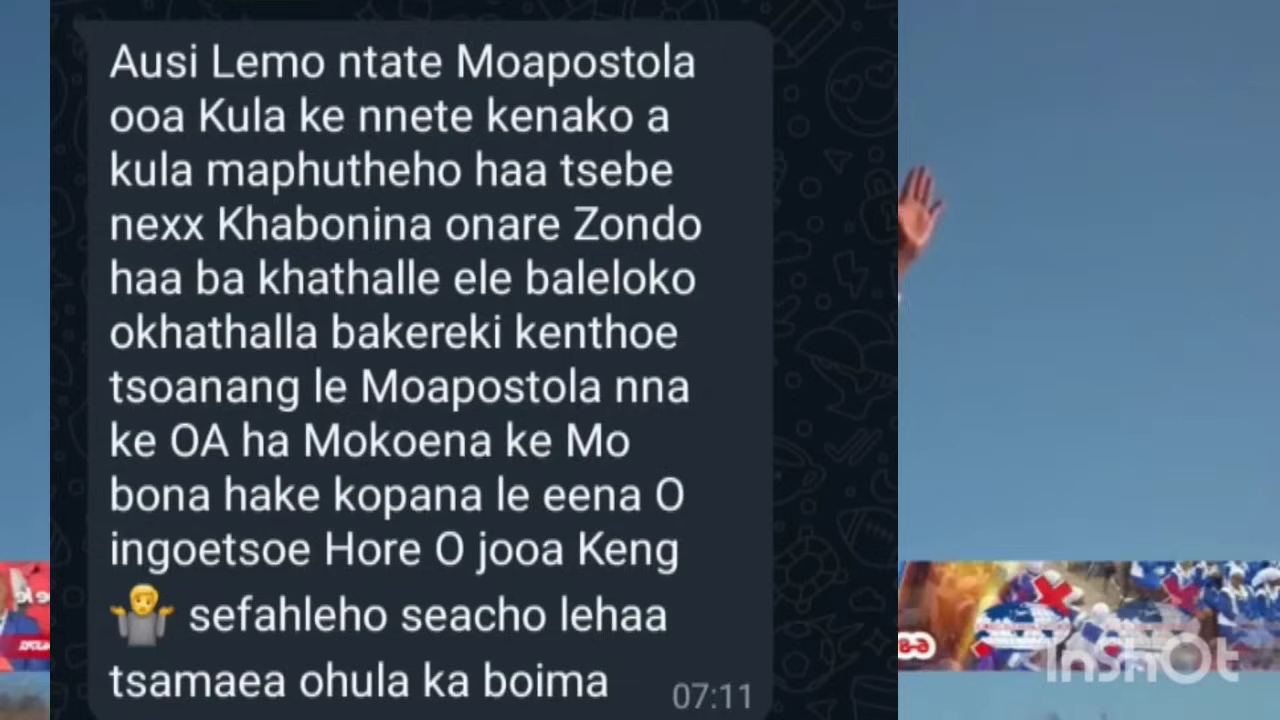 Ausi Lemo ntate Moapostola
ooa Kula ke nnete kenako a
kula maphutheho haa tsebe
nexx Khabonina onare Zondo
haa ba khathalle ele baleloko
okhathalla bakereki kenthoe
tsoanang le Moapostola nna
ke OA ha Mokoena ke Mo
bona hake kopana le eena O
ingoetsoe Hore O jooa Keng
🤷 sefahleho seacho lehaa
tsamaea ohula ka boima
07:11
InShOt